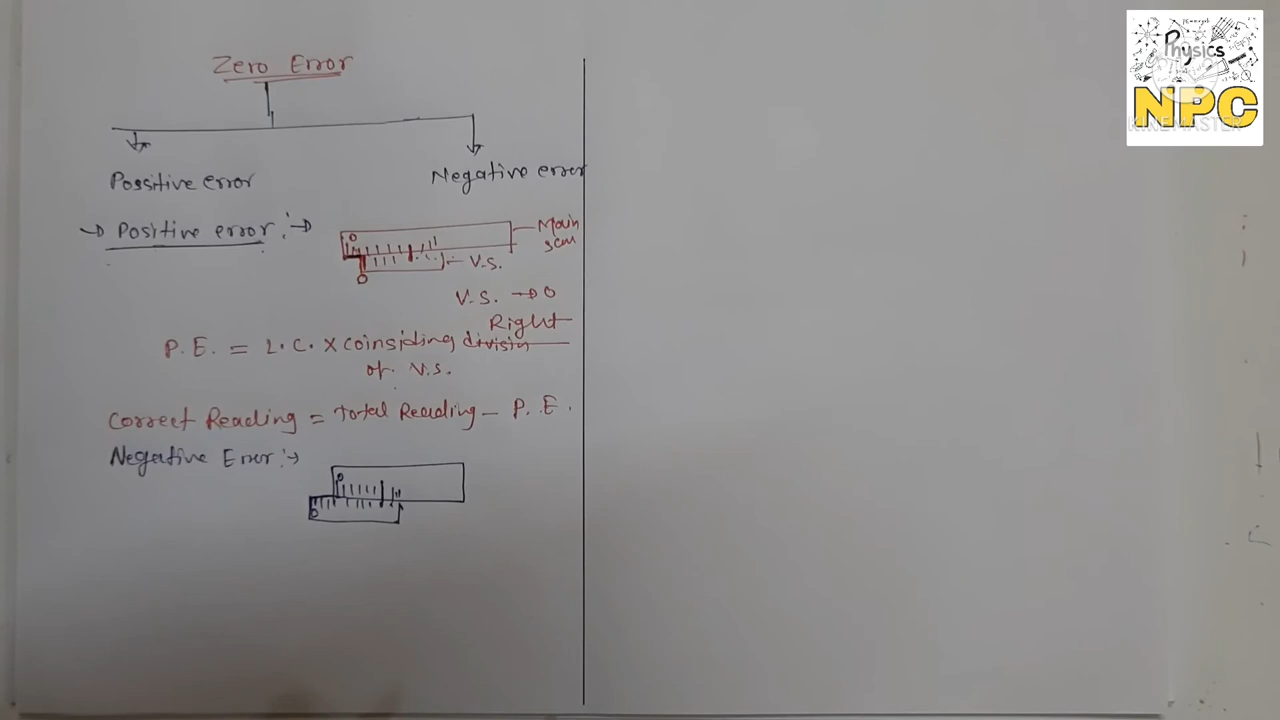 Zero Error
Possitive error
Negative error
→ Positive error :→
0
Main
V.S.
0
V.S. → 0
Right
P.E. = L.C. X coinsiding division
of V.S.
Correct Reading = Total Reading - P.E.
Negative Error :→
0
0
Physics
NPC
KINEMASTER